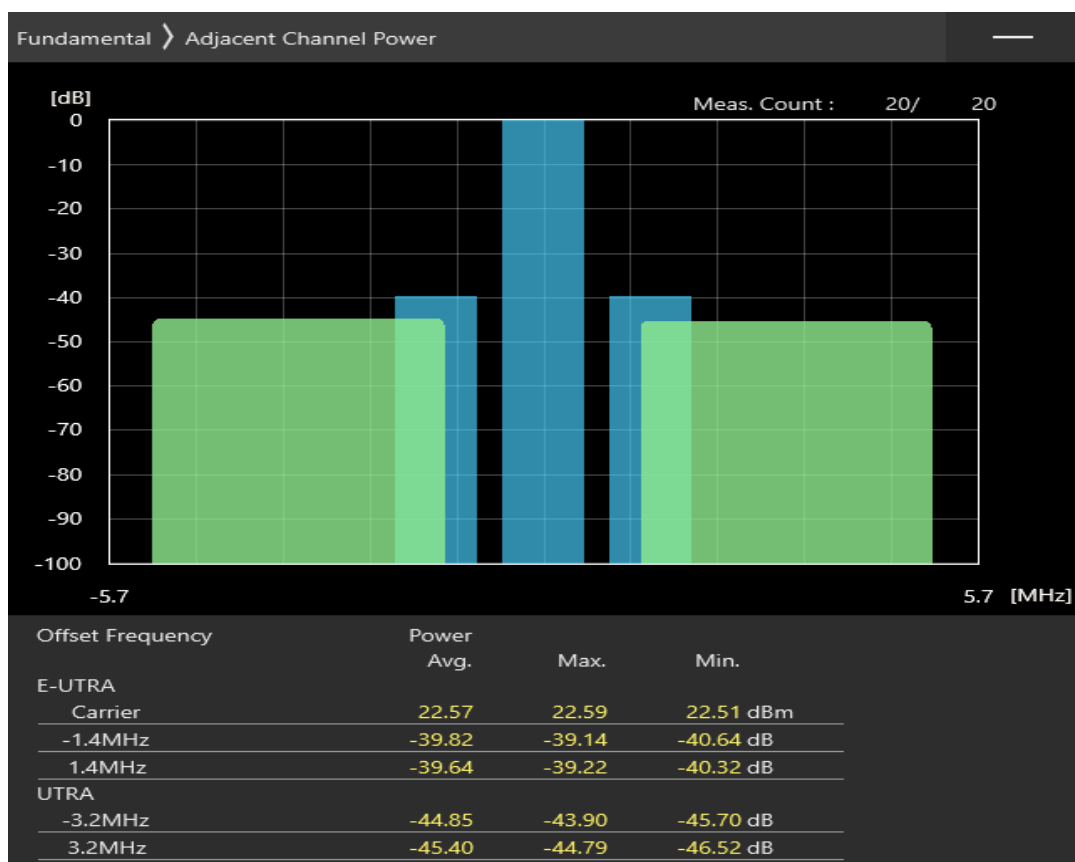 Fundamental 〉 Adjacent Channel Power
[dB]
Meas. Count : 20/ 20
0
-10
-20
-30
-40
-50
-60
-70
-80
-90
-100
-5.7 5.7 [MHz]
Offset Frequency Power
Avg. Max. Min.
E-UTRA
Carrier 22.57 22.59 22.51 dBm
-1.4MHz -39.82 -39.14 -40.64 dB
1.4MHz -39.64 -39.22 -40.32 dB
UTRA
-3.2MHz -44.85 -43.90 -45.70 dB
3.2MHz -45.40 -44.79 -46.52 dB